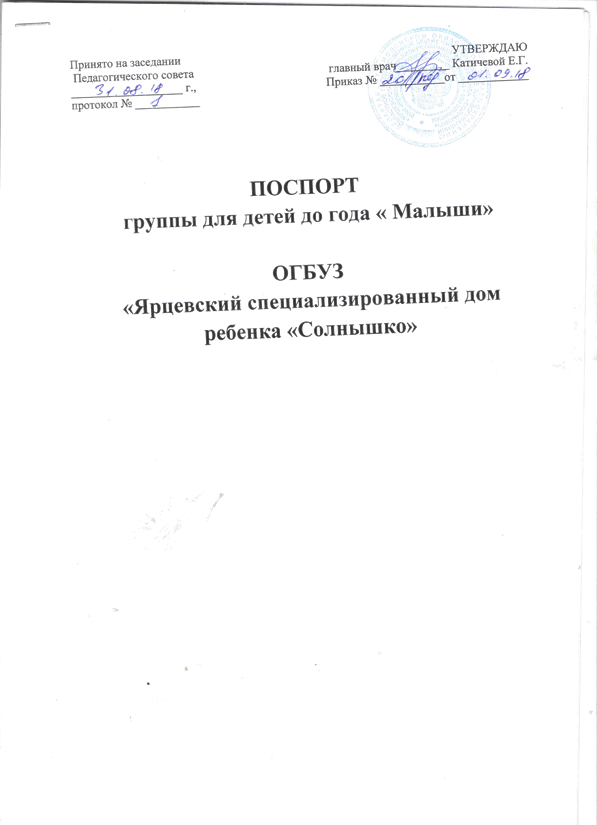 Принято на заседании
Педагогического совета
31.08.18 г.,
протокол № 1
УТВЕРЖДАЮ
главный врач Катичевой Е.Г.
Приказ № от 01.09.18
ПОСПОРТ
группы для детей до года « Малыши»
ОГБУЗ
«Ярцевский специализированный дом
ребенка «Солнышко»